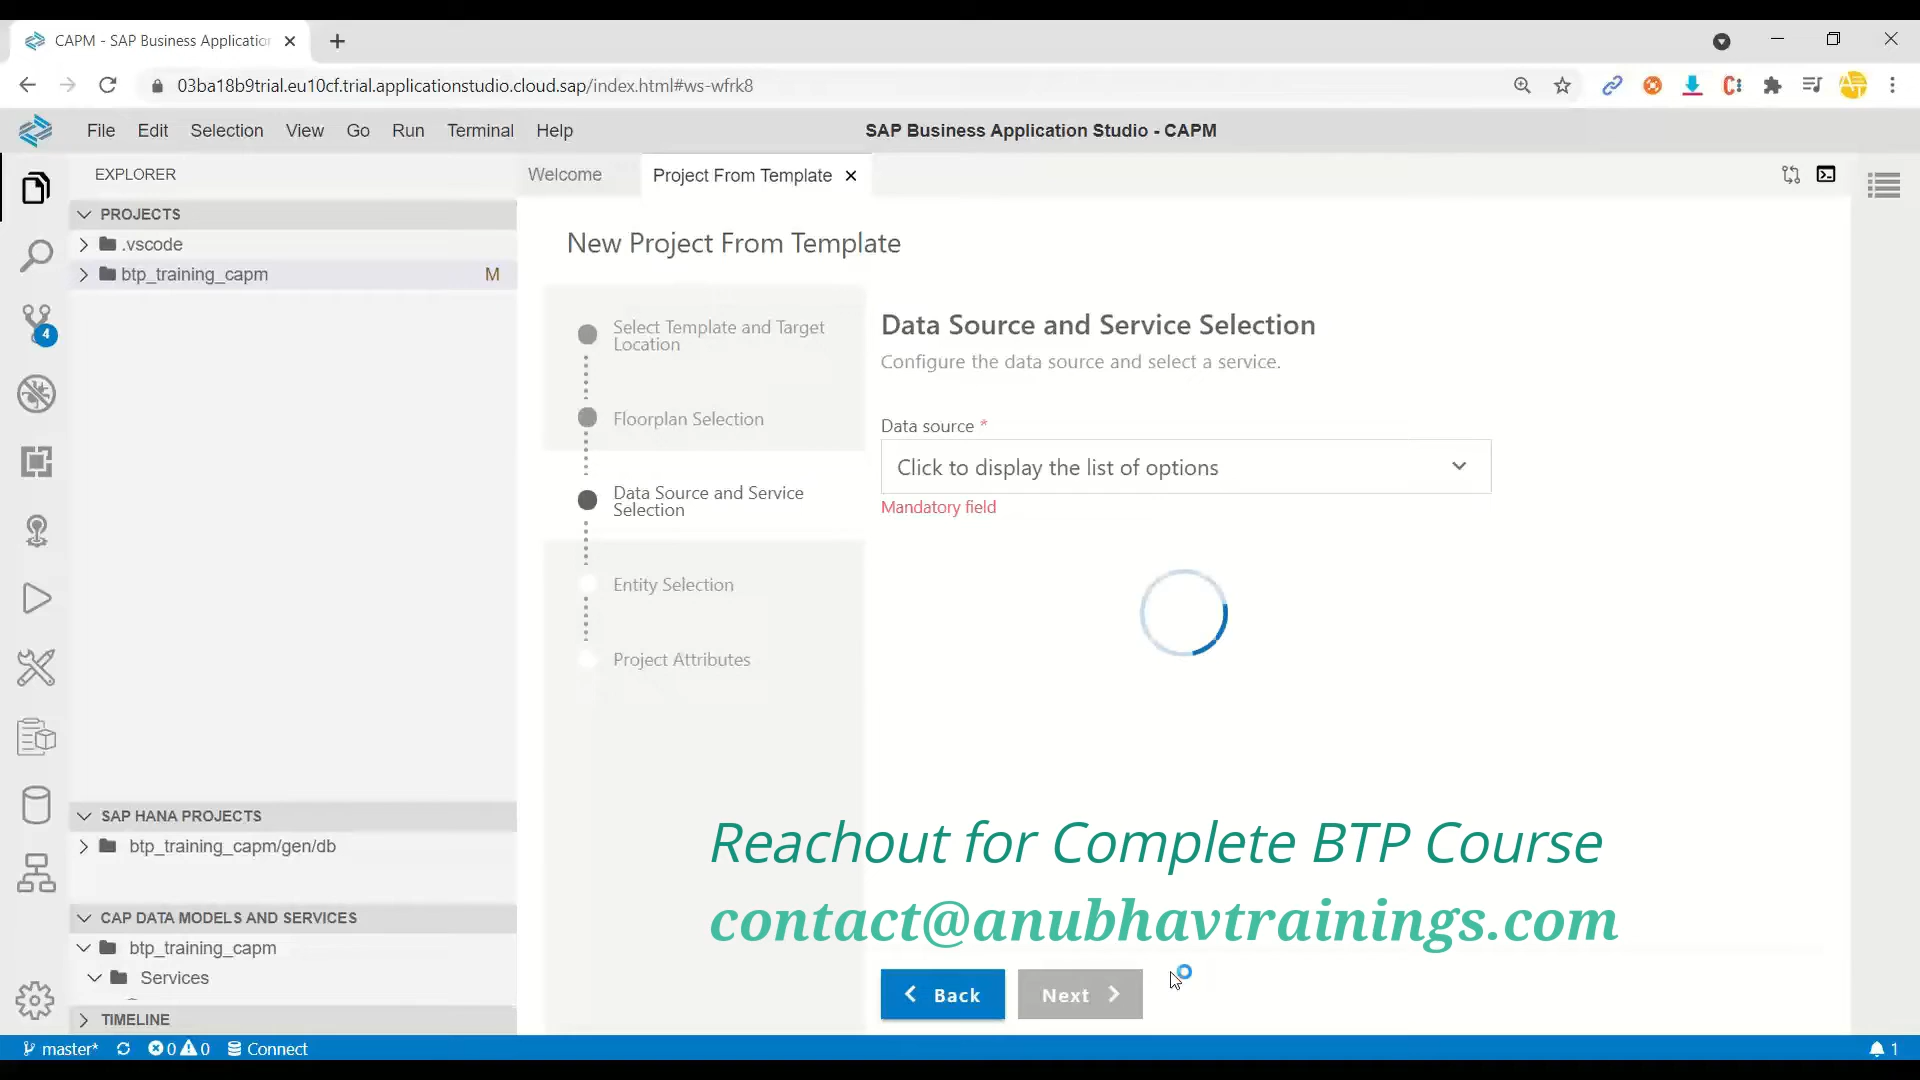 CAPM - SAP Business Application
03ba18b9trial.eu10cf.trial.applicationstudio.cloud.sap/index.html#ws-wfrk8
File Edit Selection View Go Run Terminal Help
SAP Business Application Studio - CAPM
EXPLORER
PROJECTS
.vscode
btp_training_capm M
4
SAP HANA PROJECTS
btp_training_capm/gen/db
CAP DATA MODELS AND SERVICES
btp_training_capm
Services
TIMELINE
Welcome
Project From Template
New Project From Template
Select Template and Target
Location
Floorplan Selection
Data Source and Service
Selection
Entity Selection
Project Attributes
Data Source and Service Selection
Configure the data source and select a service.
Data source *
Click to display the list of options
Mandatory field
Reachout for Complete BTP Course
contact@anubhavtrainings.com
Back
Next
master* 0 0 Connect
1